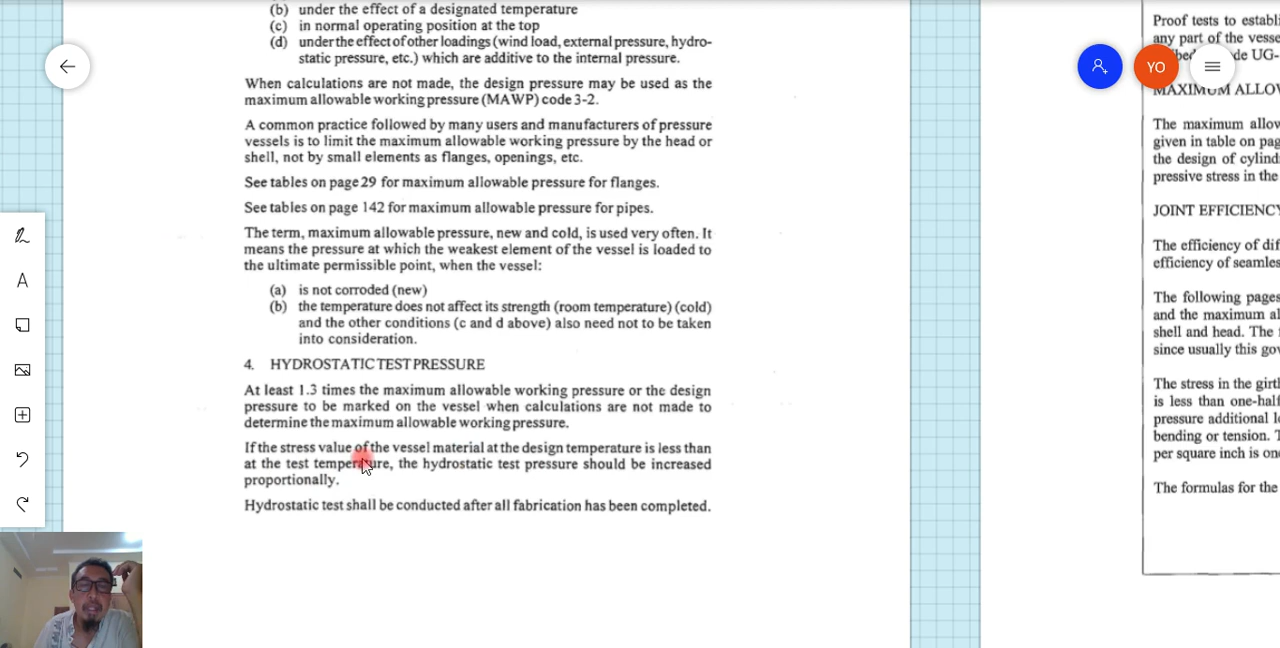 (b) under the effect of a designated temperature
(c) in normal operating position at the top
(d) under the effect of other loadings (wind load, external pressure, hydro-
static pressure, etc.) which are additive to the internal pressure.
When calculations are not made, the design pressure may be used as the
maximum allowable working pressure (MAWP) code 3-2.
A common practice followed by many users and manufacturers of pressure
vessels is to limit the maximum allowable working pressure by the head or
shell, not by small elements as flanges, openings, etc.
See tables on page 29 for maximum allowable pressure for flanges.
See tables on page 142 for maximum allowable pressure for pipes.
The term, maximum allowable pressure, new and cold, is used very often. It
means the pressure at which the weakest element of the vessel is loaded to
the ultimate permissible point, when the vessel:
(a) is not corroded (new)
(b) the temperature does not affect its strength (room temperature) (cold)
and the other conditions (c and d above) also need not to be taken
into consideration.
4. HYDROSTATIC TEST PRESSURE
At least 1.3 times the maximum allowable working pressure or the design
pressure to be marked on the vessel when calculations are not made to
determine the maximum allowable working pressure.
If the stress value of the vessel material at the design temperature is less than
at the test temperature, the hydrostatic test pressure should be increased
proportionally.
Hydrostatic test shall be conducted after all fabrication has been completed.
Proof tests to establi
any part of the vesse
de UG-
YO
MAXIMUM ALLOV
The maximum allow
given in table on pag
the design of cylind
pressive stress in the
JOINT EFFICIENCY
The efficiency of dif
efficiency of seamles
The following pages
and the maximum al
shell and head. The
since usually this gov
The stress in the girth
is less than one-half
pressure additional lo
bending or tension. T
per square inch is one
The formulas for the
A